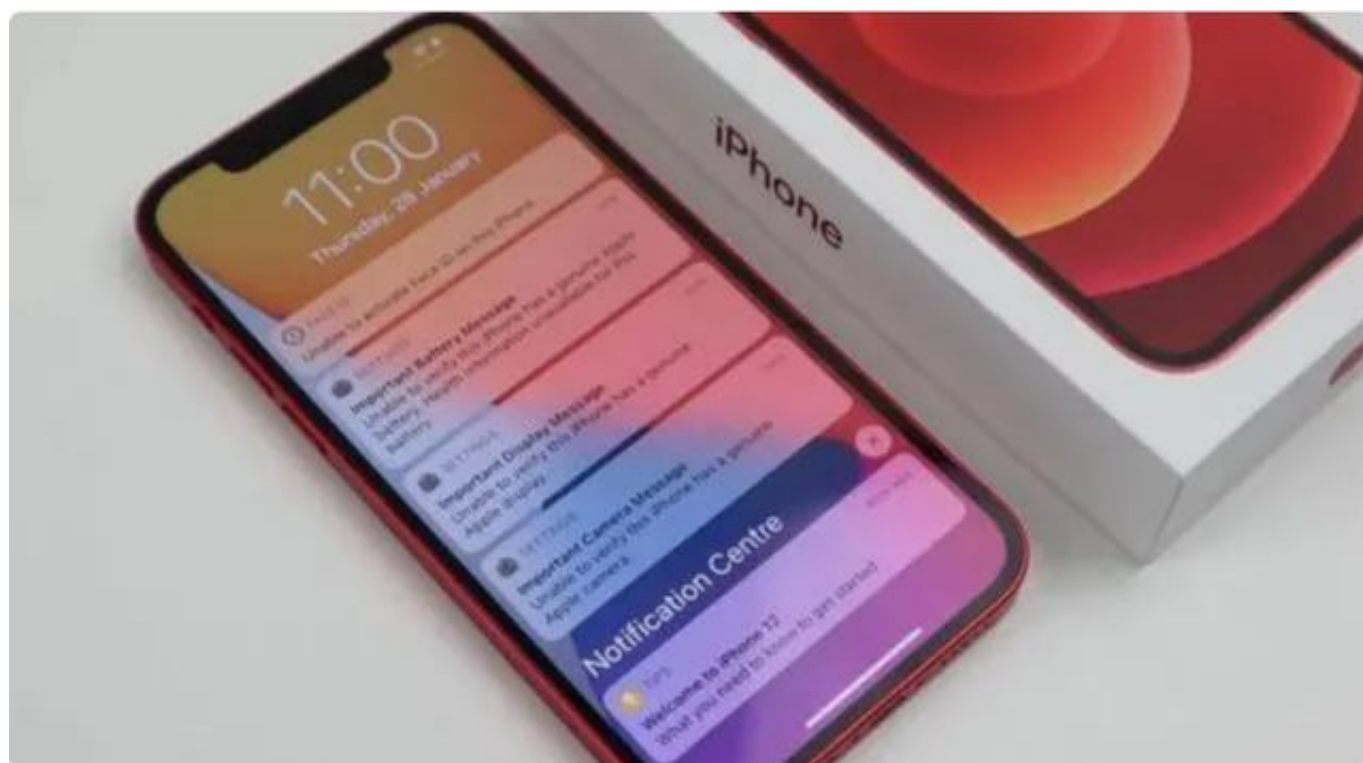 11:00
Thursday, 28 January
FACE ID
Unable to activate Face ID on this iPhone.
SETTINGS
Important Battery Message
Unable to verify this iPhone has a genuine Apple
battery. Health information unavailable for this
battery.
SETTINGS
Important Display Message
Unable to verify this iPhone has a genuine
Apple display.
SETTINGS
Important Camera Message
Unable to verify this iPhone has a genuine
Apple camera.
Notification Centre
TIPS
Welcome to iPhone 12
What you need to know to get started
iPhone